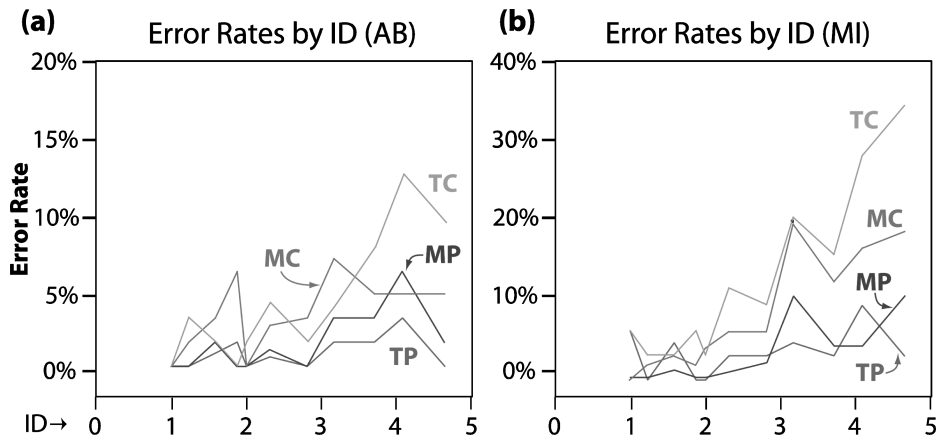 (a)
Error Rates by ID (AB)
20%
15%
10%
5%
0%
Error Rate
TC
MC
MP
TP
ID→ 0 1 2 3 4 5
(b)
Error Rates by ID (MI)
40%
30%
20%
10%
0%
TC
MC
MP
TP
0 1 2 3 4 5